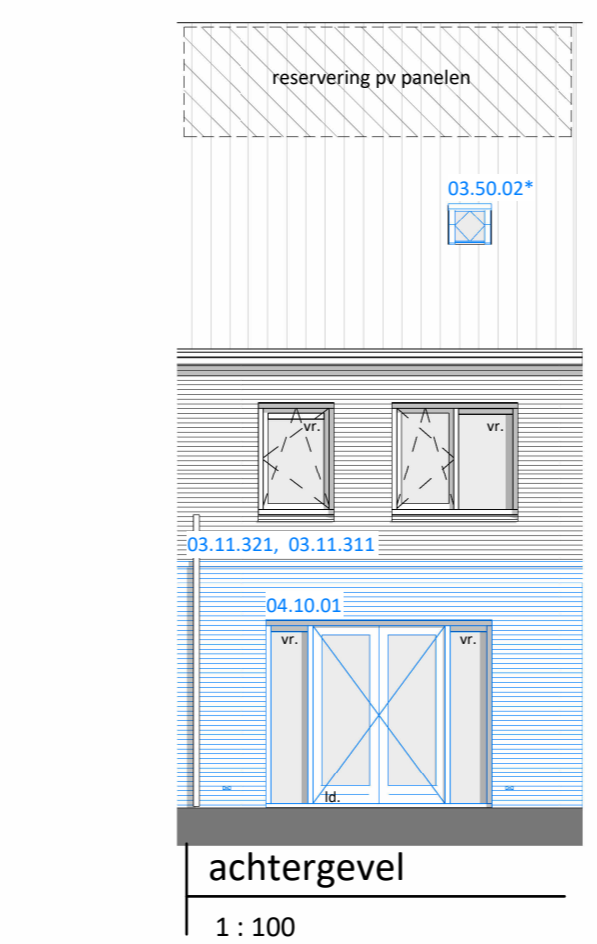 reservering pv panelen
03.50.02*
vr.
vr.
03.11.321, 03.11.311
04.10.01
vr.
vr.
ld.
achtergevel
1 : 100